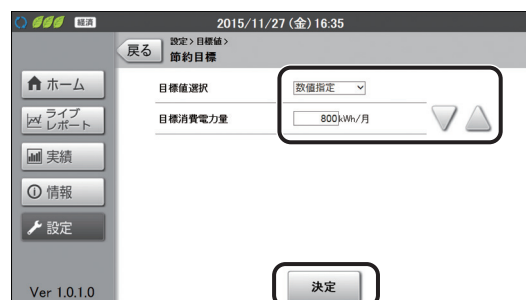 経済
2015/11/27 (金) 16:35
戻る
設定>目標値>
節約目標
ホーム
ライブ
レポート
実績
情報
設定
Ver 1.0.1.0
目標値選択
数値指定
目標消費電力量
800 kWh/月
決定